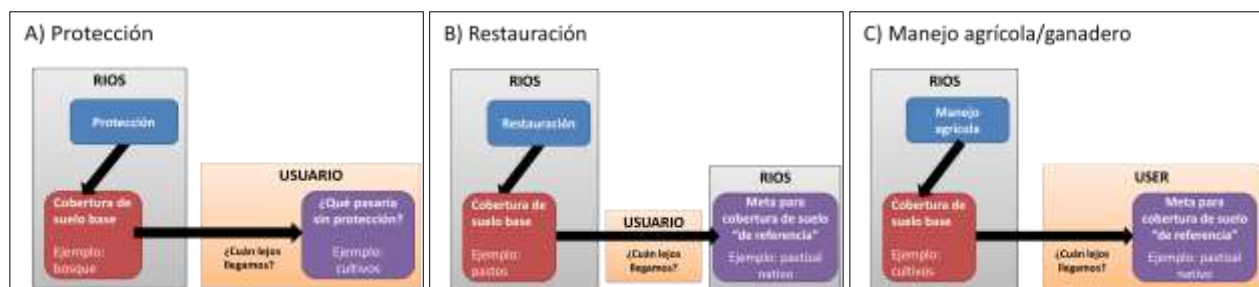 A) Protección
RIOS
Protección
Cobertura de
suelo base
Ejemplo:
bosque
USUARIO
¿Cuán lejos
llegamos?
¿Qué pasaría
sin protección?
Ejemplo:
cultivos
B) Restauración
RIOS
Restauración
Cobertura de
suelo base
Ejemplo:
pastos
USUARIO
¿Cuán lejos
llegamos?
RIOS
Meta para
cobertura de suelo
"de referencia"
Ejemplo: pastizal
nativo
C) Manejo agrícola/ganadero
RIOS
Manejo
agrícola
Cobertura de
suelo base
Ejemplo:
cultivos
USER
¿Cuán lejos
llegamos?
Meta para
cobertura de suelo
"de referencia"
Ejemplo: pastizal
nativo